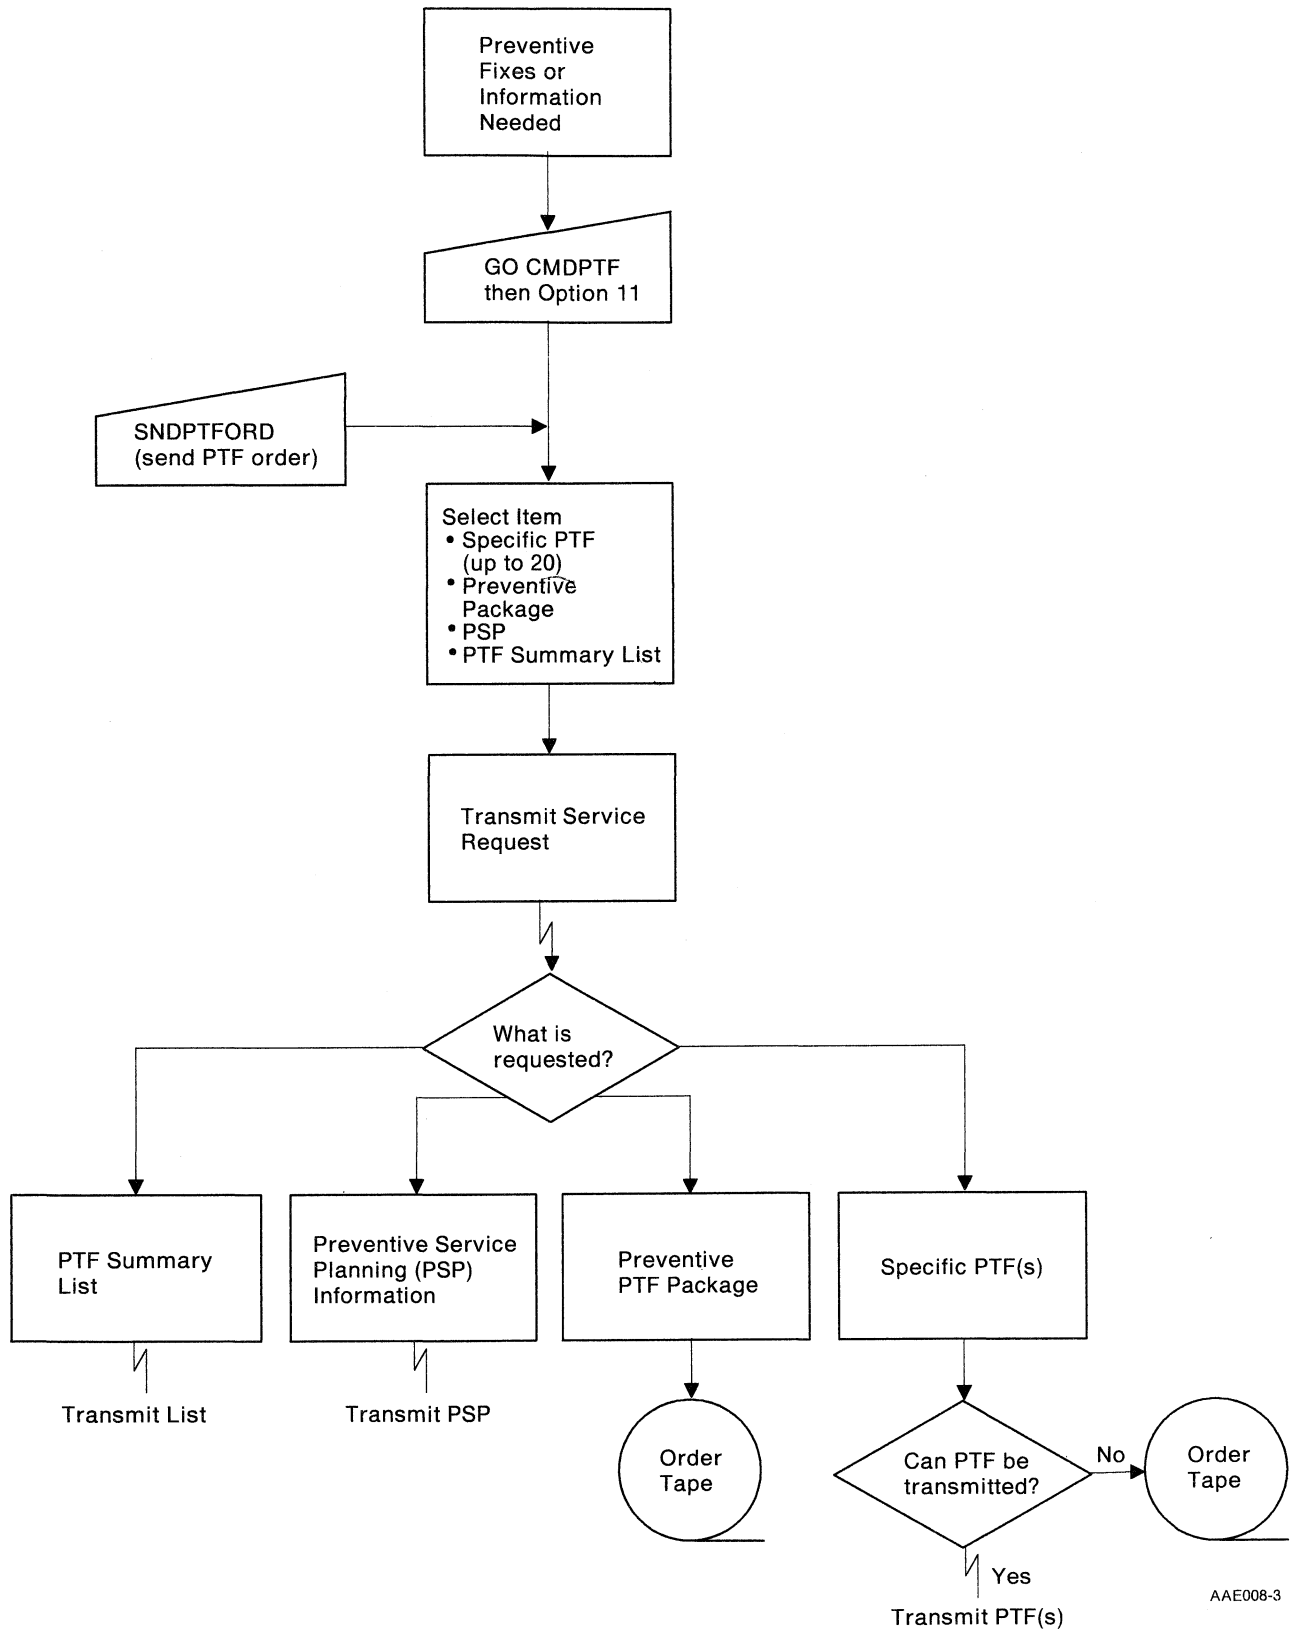 Preventive
Fixes or
Information
Needed
GO CMDPTF
then Option 11
SNDPTFORD
(send PTF order)
Select Item
• Specific PTF
(up to 20)
• Preventive
Package
• PSP
• PTF Summary List
Transmit Service
Request
What is
requested?
PTF Summary
List
Preventive Service
Planning (PSP)
Information
Preventive
PTF Package
Specific PTF(s)
Transmit List
Transmit PSP
Order
Tape
Can PTF be
transmitted?
No
Order
Tape
Yes
Transmit PTF(s)
AAE008-3